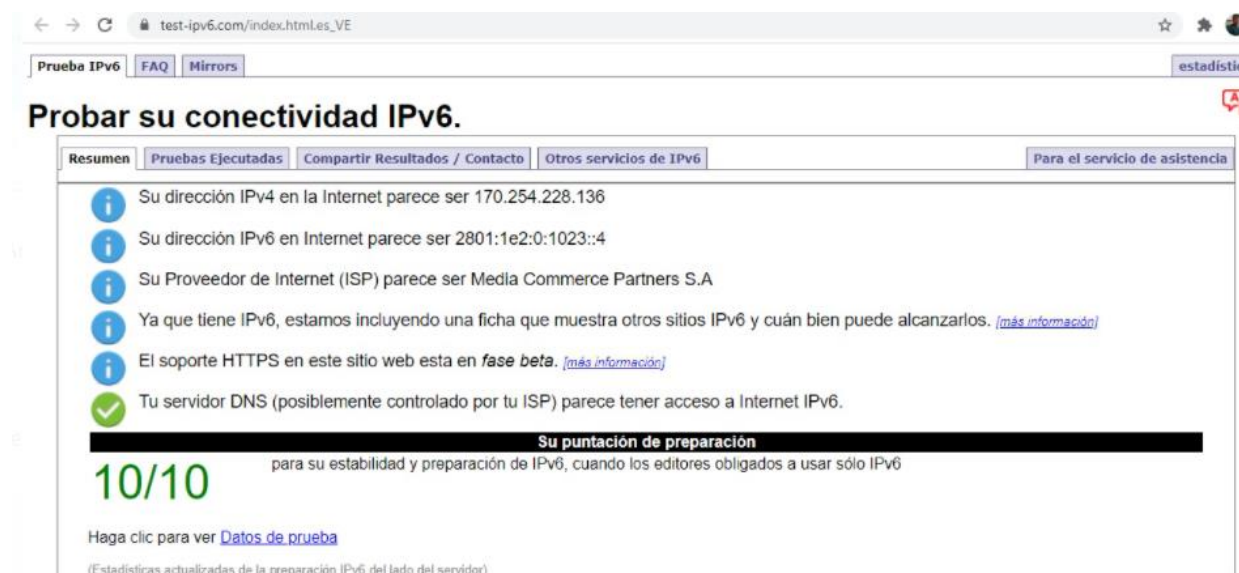 test-ipv6.com/index.html.es_VE
Prueba IPv6 FAQ Mirrors
Probar su conectividad IPv6.
Resumen Pruebas Ejecutadas Compartir Resultados / Contacto Otros servicios de IPv6 Para el servicio de asistencia
Su dirección IPv4 en la Internet parece ser 170.254.228.136
Su dirección IPv6 en Internet parece ser 2801:1e2:0:1023::4
Su Proveedor de Internet (ISP) parece ser Media Commerce Partners S.A
Ya que tiene IPv6, estamos incluyendo una ficha que muestra otros sitios IPv6 y cuán bien puede alcanzarlos. [más información]
El soporte HTTPS en este sitio web esta en fase beta. [más información]
Tu servidor DNS (posiblemente controlado por tu ISP) parece tener acceso a Internet IPv6.
Su puntación de preparación
10/10 para su estabilidad y preparación de IPv6, cuando los editores obligados a usar sólo IPv6
Haga clic para ver Datos de prueba
(Estadísticas actualizadas de la preparación IPv6 del lado del servidor)